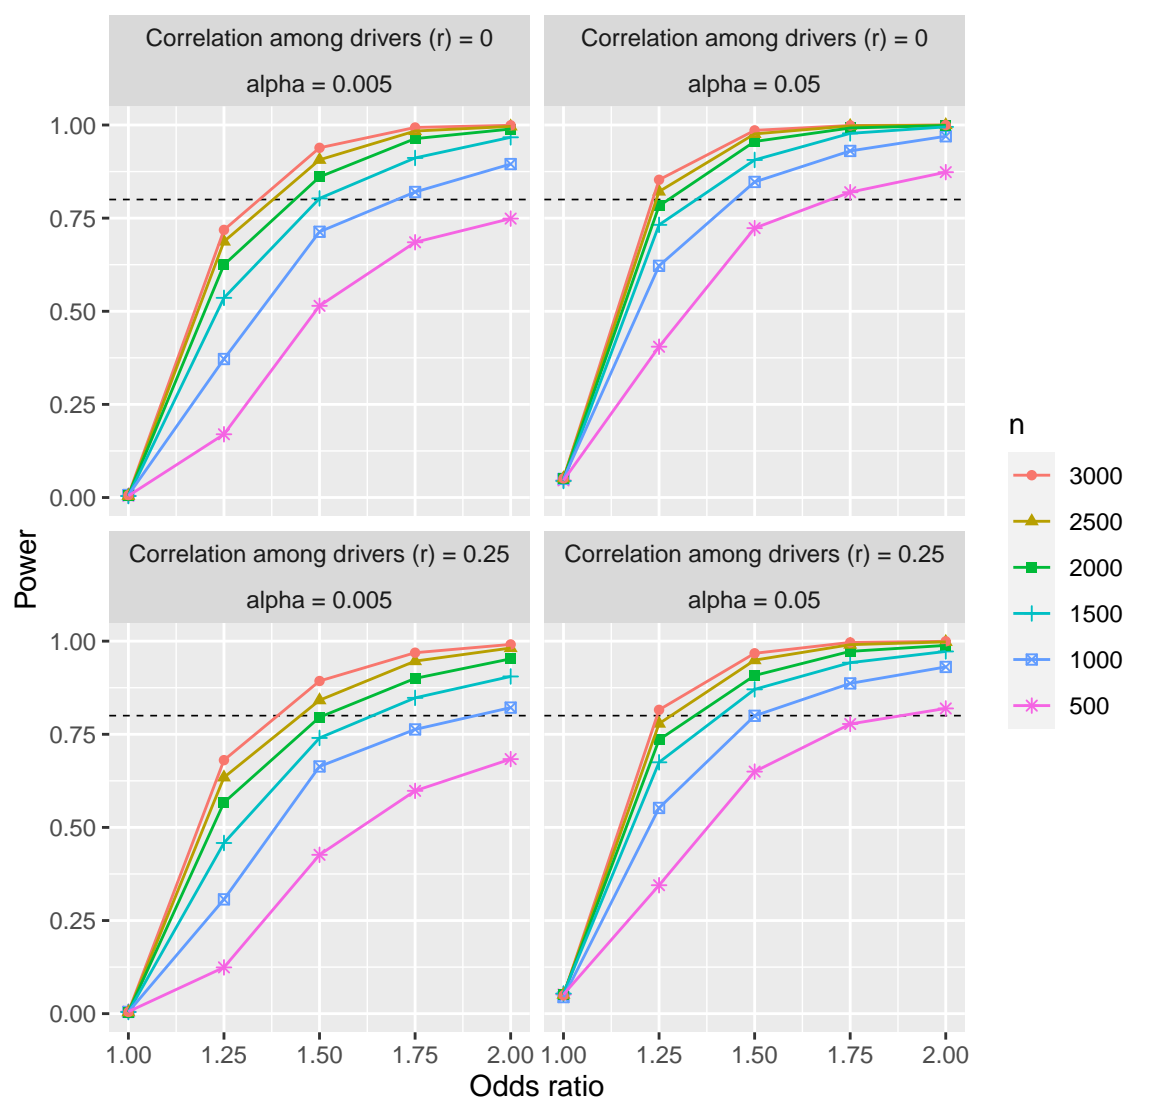 Correlation among drivers (r) = 0
alpha = 0.005
Correlation among drivers (r) = 0
alpha = 0.05
1.00
0.75
0.50
0.25
0.00
Correlation among drivers (r) = 0.25
alpha = 0.005
Correlation among drivers (r) = 0.25
alpha = 0.05
1.00
0.75
0.50
0.25
0.00
1.00 1.25 1.50 1.75 2.00
1.00 1.25 1.50 1.75 2.00
Odds ratio
Power
n
3000
2500
2000
1500
1000
500